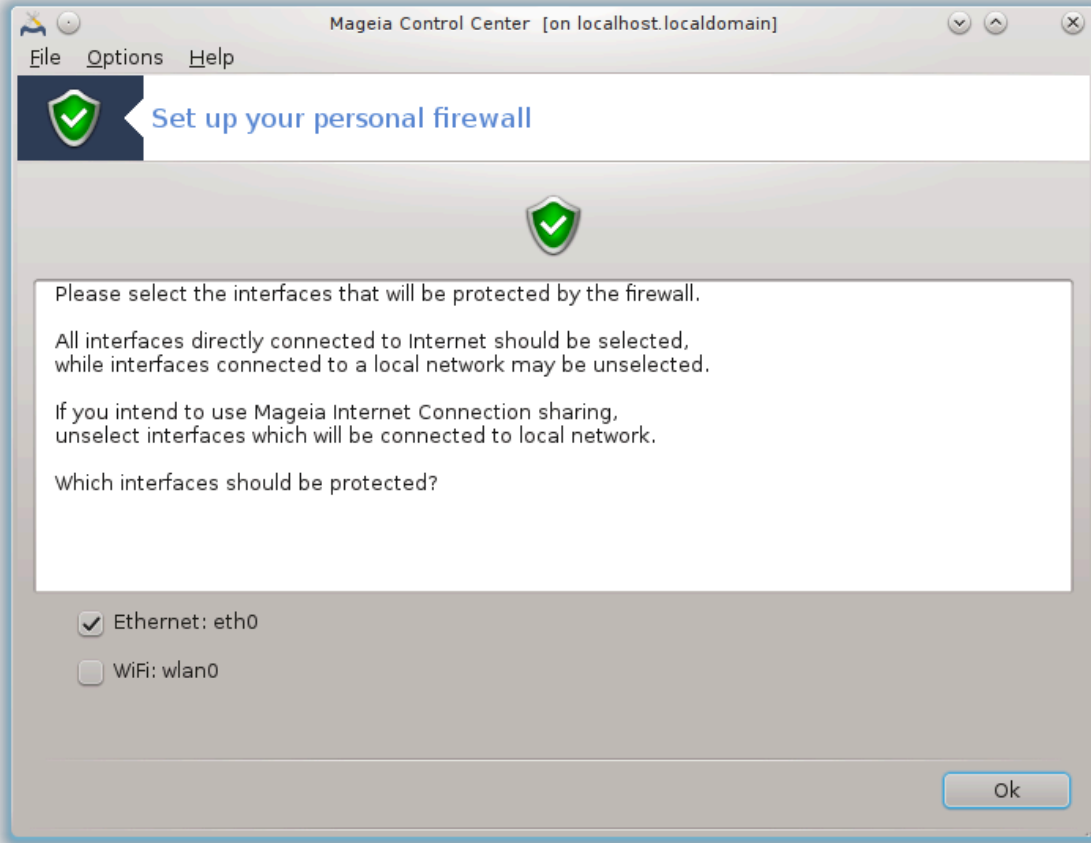 Mageia Control Center [on localhost.localdomain]
File Options Help
Set up your personal firewall
Please select the interfaces that will be protected by the firewall.
All interfaces directly connected to Internet should be selected,
while interfaces connected to a local network may be unselected.
If you intend to use Mageia Internet Connection sharing,
unselect interfaces which will be connected to local network.
Which interfaces should be protected?
Ethernet: eth0
WiFi: wlan0
Ok